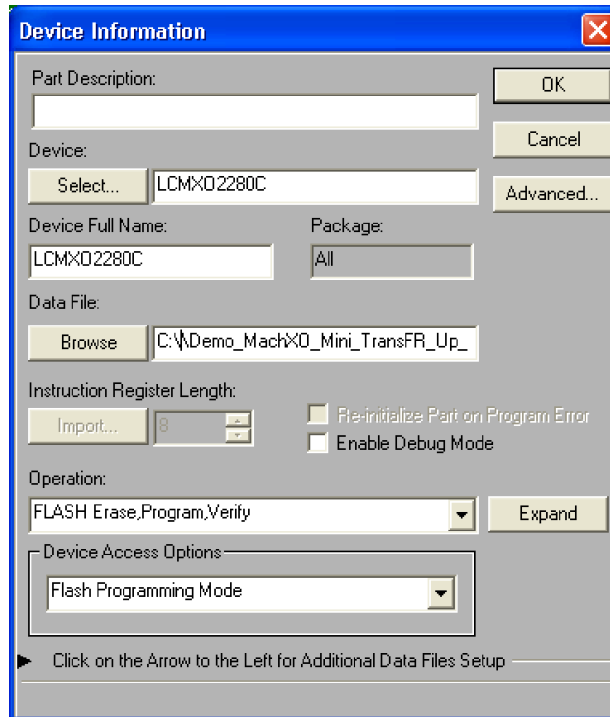 Device Information
Part Description:
OK
Cancel
Device:
Select...
LCMXO2280C
Advanced...
Device Full Name:
Package:
LCMXO2280C
All
Data File:
Browse
C:\\Demo_MachXO_Mini_TransFR_Up_
Instruction Register Length:
Import...
8
Re-initialize Part on Program Error
Enable Debug Mode
Operation:
FLASH Erase,Program,Verify
Expand
Device Access Options
Flash Programming Mode
Click on the Arrow to the Left for Additional Data Files Setup